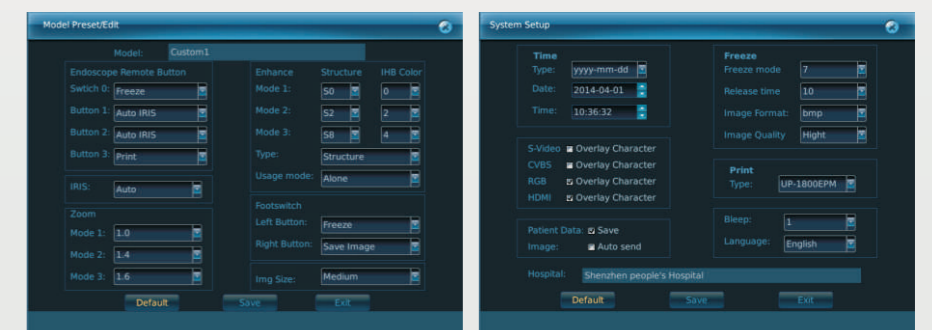 Model Preset/Edit
Model: Custom1
Endoscope Remote Button
Swtich 0: Freeze
Button 1: Auto IRIS
Button 2: Auto IRIS
Button 3: Print
IRIS: Auto
Zoom
Mode 1: 1.0
Mode 2: 1.4
Mode 3: 1.6
Enhance Structure IHB Color
Mode 1: S0 0
Mode 2: S2 2
Mode 3: S8 4
Type: Structure
Usage mode: Alone
Footswitch
Left Button: Freeze
Right Button: Save Image
Img Size: Medium
Default Save Exit
System Setup
Time
Type: yyyy-mm-dd
Date: 2014-04-01
Time: 10:36:32
S-Video Overlay Character
CVBS Overlay Character
RGB Overlay Character
HDMI Overlay Character
Patient Data: Save
Image: Auto send
Freeze
Freeze mode 7
Release time 10
Image Format: bmp
Image Quality Hight
Print
Type: UP-1800EPM
Bleep: 1
Language: English
Hospital: Shenzhen people's Hospital
Default Save Exit